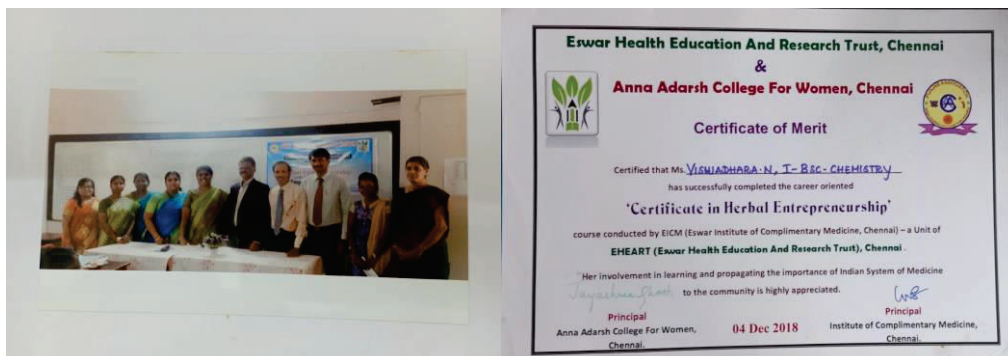 Eswar Health Education And Research Trust, Chennai
&
Anna Adarsh College For Women, Chennai
Certificate of Merit
Certified that Ms. VISHJADHARA·N, I-BSC-CHEMISTRY
has successfully completed the career oriented
'Certificate in Herbal Entrepreneurship'
course conducted by EICM (Eswar Institute of Complimentary Medicine, Chennai) – a Unit of
EHEART (Eswar Health Education And Research Trust), Chennai.
Her involvement in learning and propagating the importance of Indian System of Medicine
to the community is highly appreciated.
Jayashree Ghosh
Principal
Anna Adarsh College For Women,
Chennai.
04 Dec 2018
Principal
Institute of Complimentary Medicine,
Chennai.